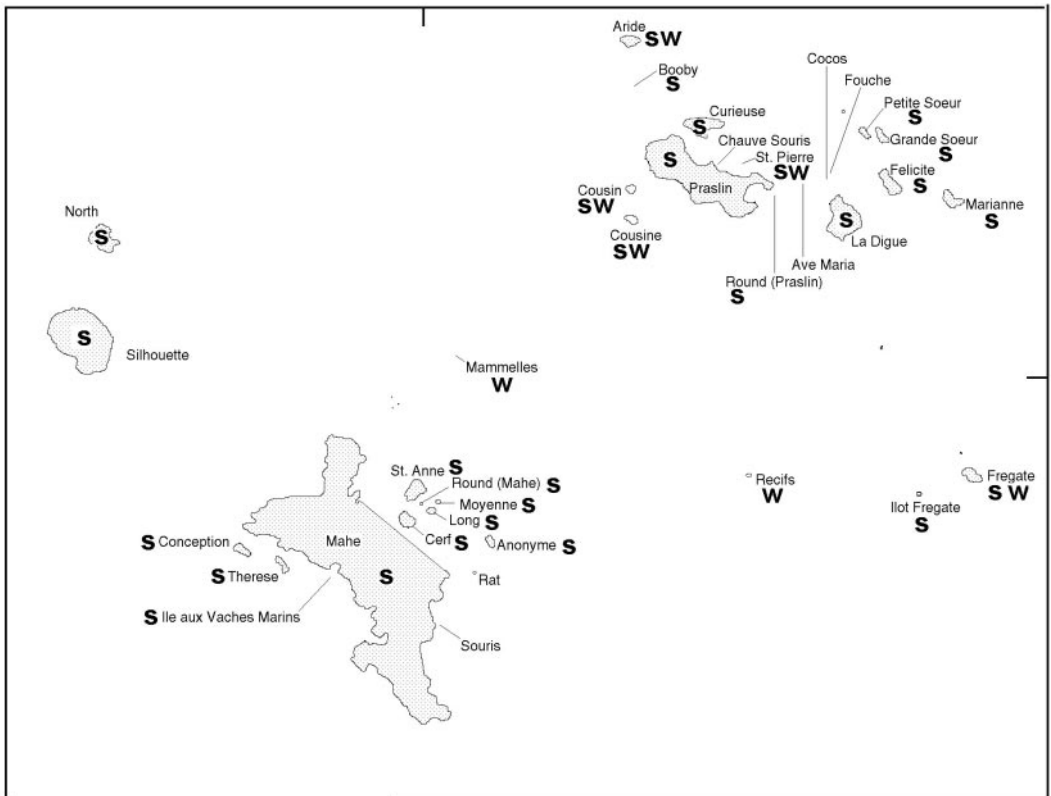 Aride SW
Booby
S
Cocos
Fouche
Petite Soeur
S
Curieuse
S
Chauve Souris
Grande Soeur
S
St. Pierre
SW
S
Praslin
Felicite
S
Cousin
SW
Marianne
S
North
S
S
La Digue
Cousine
SW
Ave Maria
Round (Praslin)
S
S
Silhouette
Mammelles
W
St. Anne S
Round (Mahe) S
Moyenne S
Long S
Recifs
W
Fregate
S W
Ilot Fregate
S
S Conception
Mahe
Cerf S
Anonyme S
S Therese
S
Rat
S Ile aux Vaches Marins
Souris